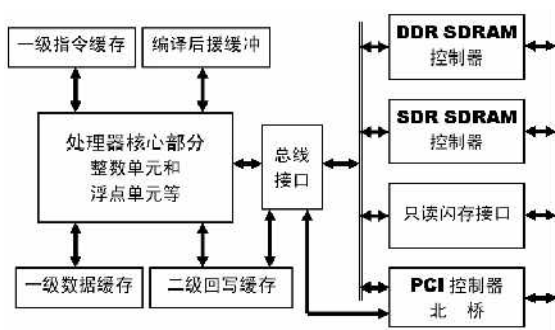 一级指令缓存
编译后援缓冲
处理器核心部分
整数单元和
浮点单元等
总线
接口
一级数据缓存
二级回写缓存
DDR SDRAM
控制器
SDR SDRAM
控制器
只读闪存接口
PCI 控制器
北 桥